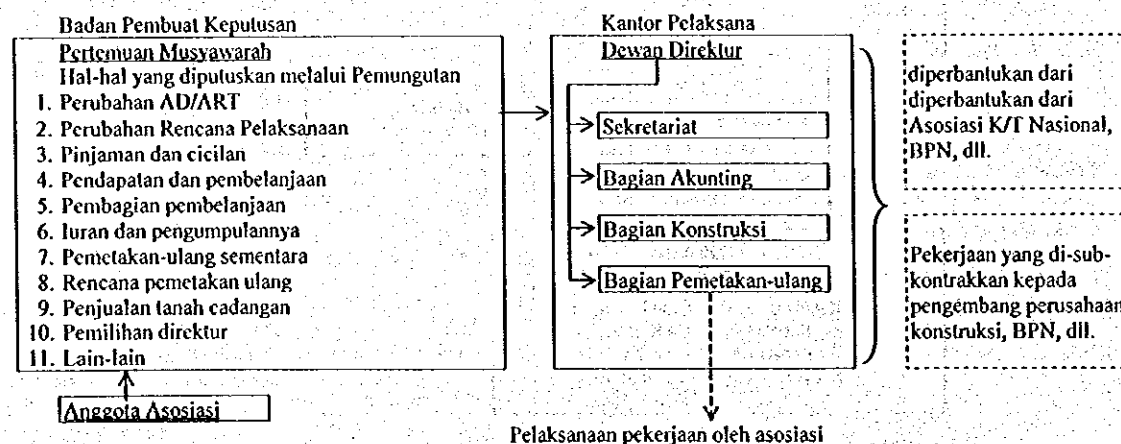 Badan Pembuat Keputusan
Pertemuan Musyawarah
Hal-hal yang diputuskan melalui Pemungutan
1. Perubahan AD/ART
2. Perubahan Rencana Pelaksanaan
3. Pinjaman dan cicilan
4. Pendapatan dan pembelanjaan
5. Pembagian pembelanjaan
6. Iuran dan pengumpulannya
7. Pemetakan-ulang sementara
8. Rencana pemetakan ulang
9. Penjualan tanah cadangan
10. Pemilihan direktur
11. Lain-lain
Anggota Asosiasi
Kantor Pelaksana
Dewan Direktur
Sekretariat
Bagian Akunting
Bagian Konstruksi
Bagian Pemetakan-ulang
Pelaksanaan pekerjaan oleh asosiasi
diperbantukan dari
diperbantukan dari
Asosiasi K/T Nasional,
BPN, dll.
Pekerjaan yang di-sub-
kontrakkan kepada
pengembang perusahaan
konstruksi, BPN, dll.